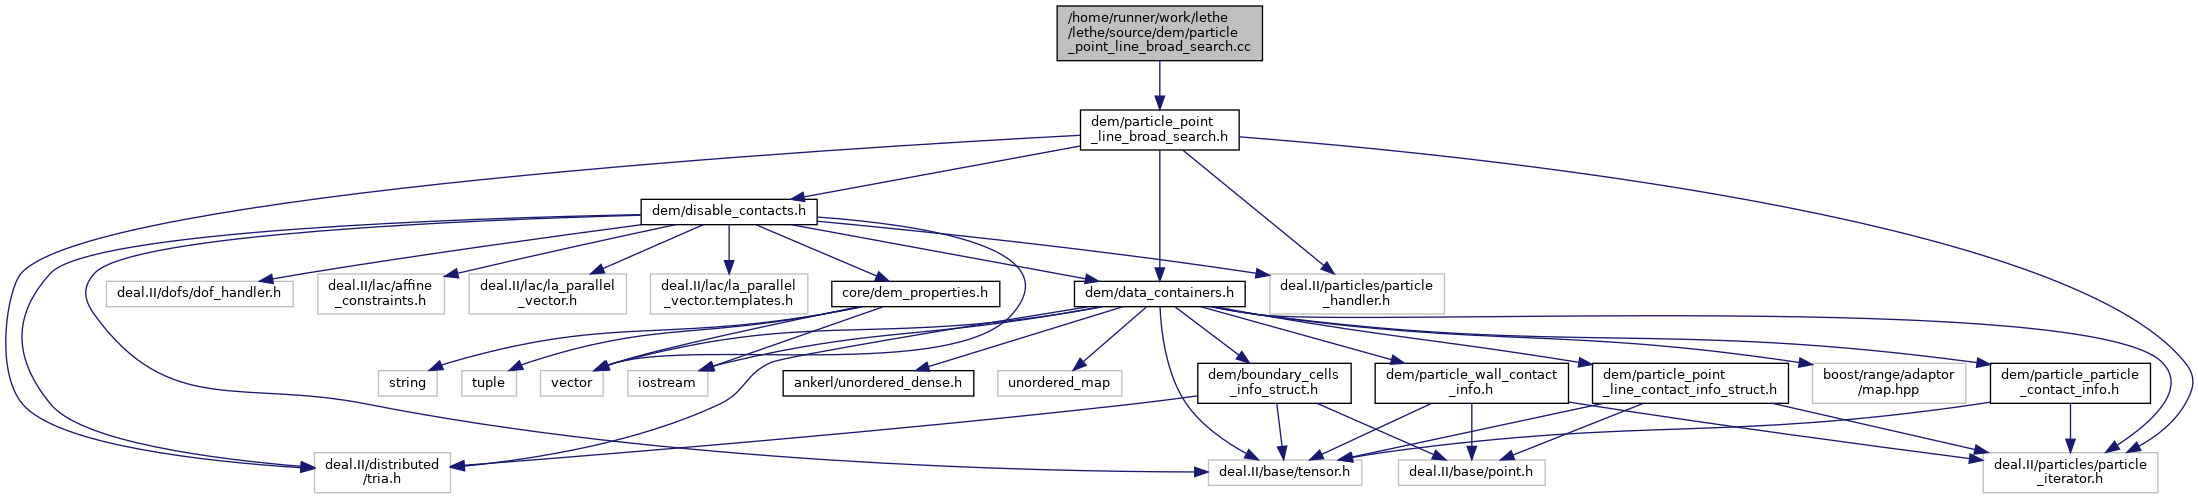 /home/runner/work/lethe
/lethe/source/dem/particle
_point_line_broad_search.cc
dem/particle_point
_line_broad_search.h
dem/disable_contacts.h
deal.II/dofs/dof_handler.h
deal.II/lac/affine
_constraints.h
deal.II/lac/la_parallel
_vector.h
deal.II/lac/la_parallel
_vector.templates.h
core/dem_properties.h
dem/data_containers.h
deal.II/particles/particle
_handler.h
string
tuple
vector
iostream
ankerl/unordered_dense.h
unordered_map
dem/boundary_cells
_info_struct.h
dem/particle_wall_contact
_info.h
dem/particle_point
_line_contact_info_struct.h
boost/range/adaptor
/map.hpp
dem/particle_particle
_contact_info.h
deal.II/distributed
/tria.h
deal.II/base/tensor.h
deal.II/base/point.h
deal.II/particles/particle
_iterator.h